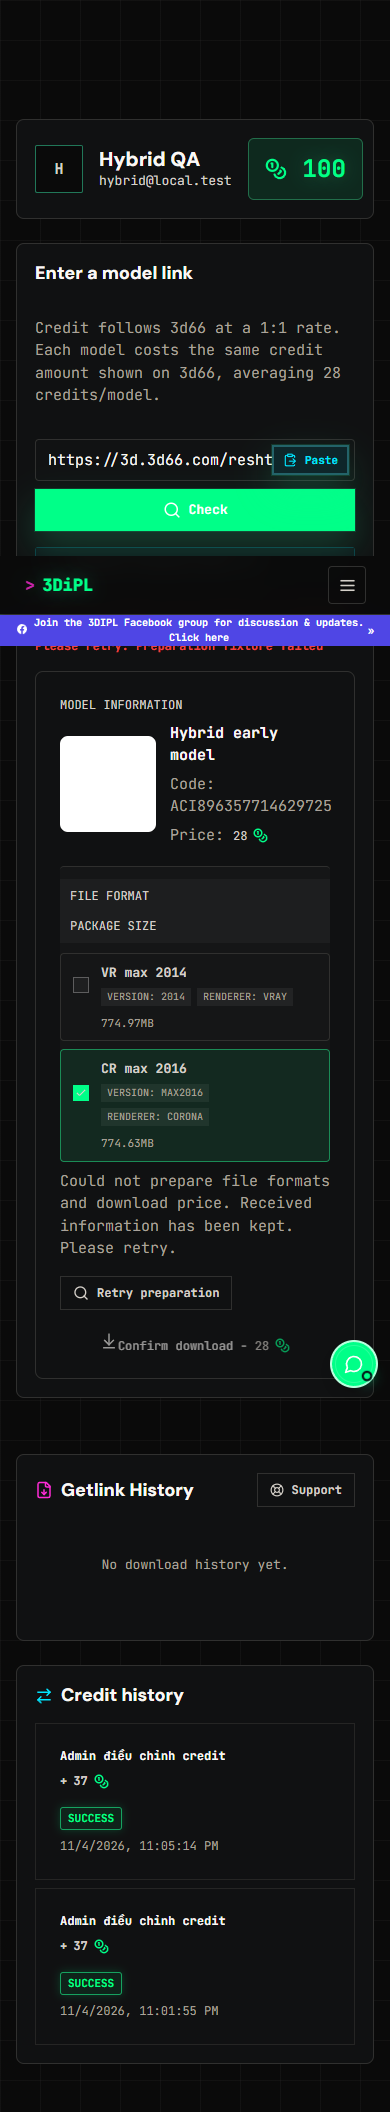 H
Hybrid QA
hybrid@local.test
100
Enter a model link
Credit follows 3d66 at a 1:1 rate.
Each model costs the same credit
amount shown on 3d66, averaging 28
credits/model.
https://3d.3d66.com/resht
Paste
Check
> 3DiPL
Join the 3DIPL Facebook group for discussion & updates.
Click here
»
Please retry. Preparation fixture failed
MODEL INFORMATION
Hybrid early
model
Code:
ACI896357714629725
Price: 28
FILE FORMAT
PACKAGE SIZE
VR max 2014
VERSION: 2014
RENDERER: VRAY
774.97MB
CR max 2016
VERSION: MAX2016
RENDERER: CORONA
774.63MB
Could not prepare file formats
and download price. Received
information has been kept.
Please retry.
Retry preparation
Confirm download - 28
Getlink History
Support
No download history yet.
Credit history
Admin điều chỉnh credit
+ 37
SUCCESS
11/4/2026, 11:05:14 PM
Admin điều chỉnh credit
+ 37
SUCCESS
11/4/2026, 11:01:55 PM